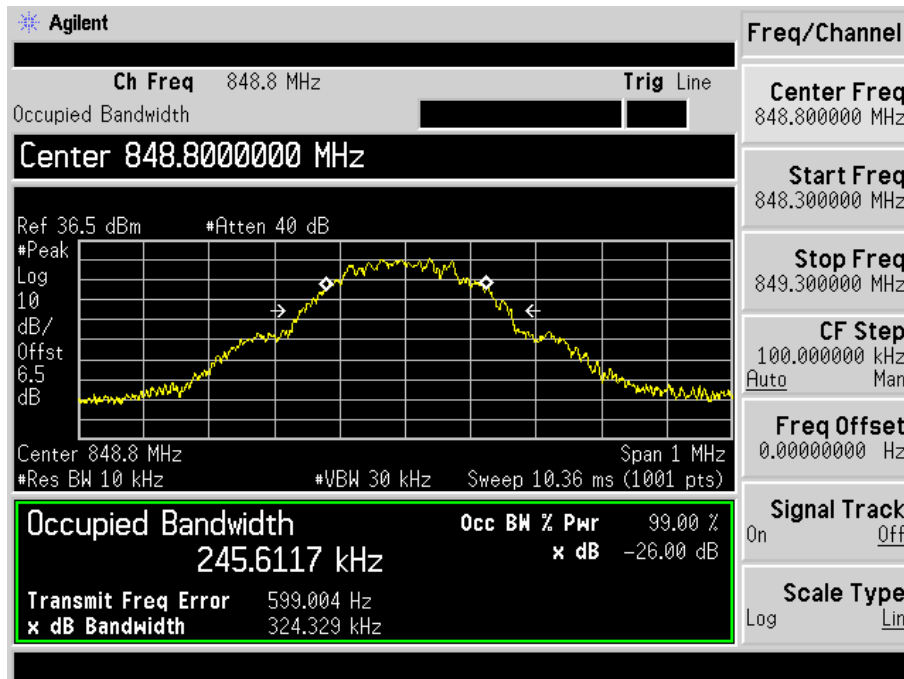 Agilent
Ch Freq 848.8 MHz Trig Line
Occupied Bandwidth
Center 848.8000000 MHz
Ref 36.5 dBm #Atten 40 dB
#Peak
Log
10
dB/
Offst
6.5
dB
Center 848.8 MHz Span 1 MHz
#Res BW 10 kHz #VBW 30 kHz Sweep 10.36 ms (1001 pts)
Occupied Bandwidth Occ BW % Pwr 99.00 %
245.6117 kHz x dB -26.00 dB
Transmit Freq Error 599.004 Hz
x dB Bandwidth 324.329 kHz
Freq/Channel
Center Freq
848.800000 MHz
Start Freq
848.300000 MHz
Stop Freq
849.300000 MHz
CF Step
100.000000 kHz
Auto Man
Freq Offset
0.00000000 Hz
Signal Track
On Off
Scale Type
Log Lin